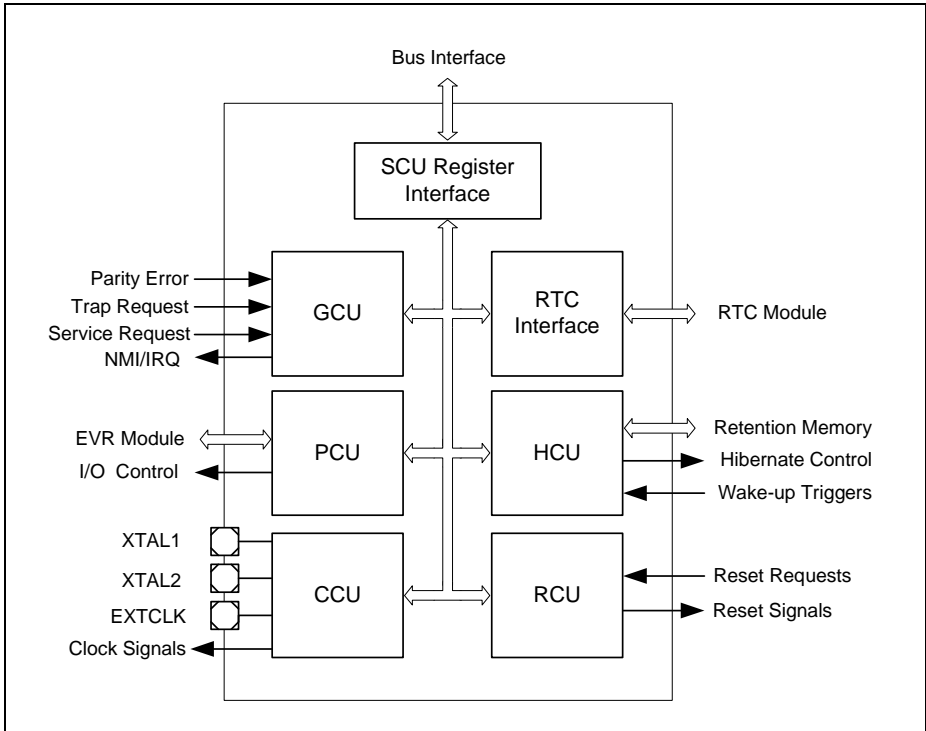 Bus Interface
SCU Register
Interface
Parity Error
Trap Request
Service Request
NMI/IRQ
GCU
RTC
Interface
RTC Module
EVR Module
I/O Control
PCU
HCU
Retention Memory
Hibernate Control
Wake-up Triggers
XTAL1
XTAL2
EXTCLK
Clock Signals
CCU
RCU
Reset Requests
Reset Signals